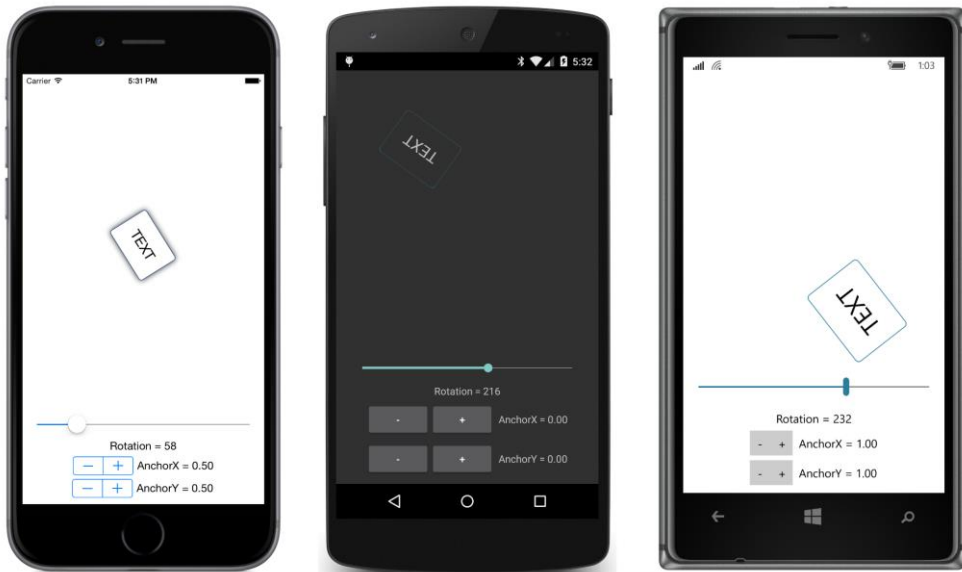 Carrier 5:31 PM
TEXT
Rotation = 58
− + AnchorX = 0.50
− + AnchorY = 0.50
5:32
TEXT
Rotation = 216
- + AnchorX = 0.00
- + AnchorY = 0.00
1:03
TEXT
Rotation = 232
- + AnchorX = 1.00
- + AnchorY = 1.00